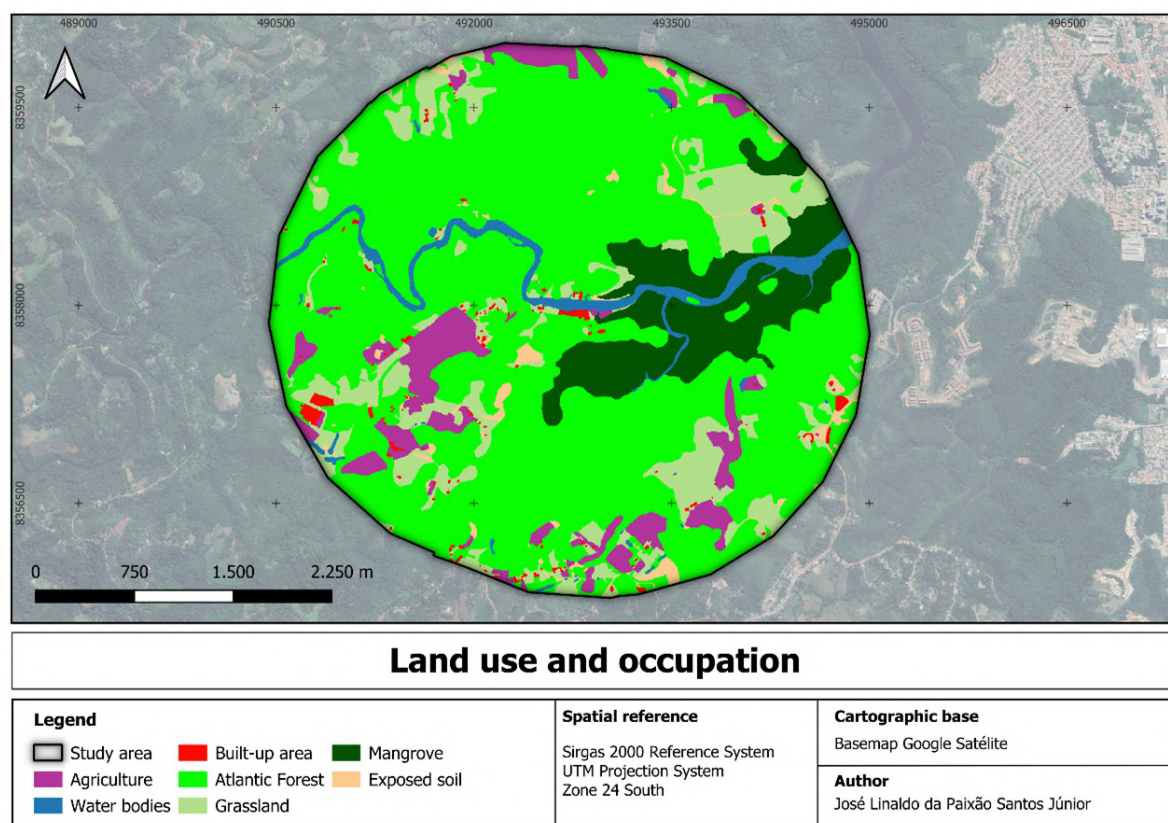 489000 490500 492000 493500 495000 496500
8359500
8358000
8356500
0 750 1.500 2.250 m
Land use and occupation
Legend
Study area
Built-up area
Mangrove
Agriculture
Atlantic Forest
Exposed soil
Water bodies
Grassland
Spatial reference
Sirgas 2000 Reference System
UTM Projection System
Zone 24 South
Cartographic base
Basemap Google Satélite
Author
José Linaldo da Paixão Santos Júnior